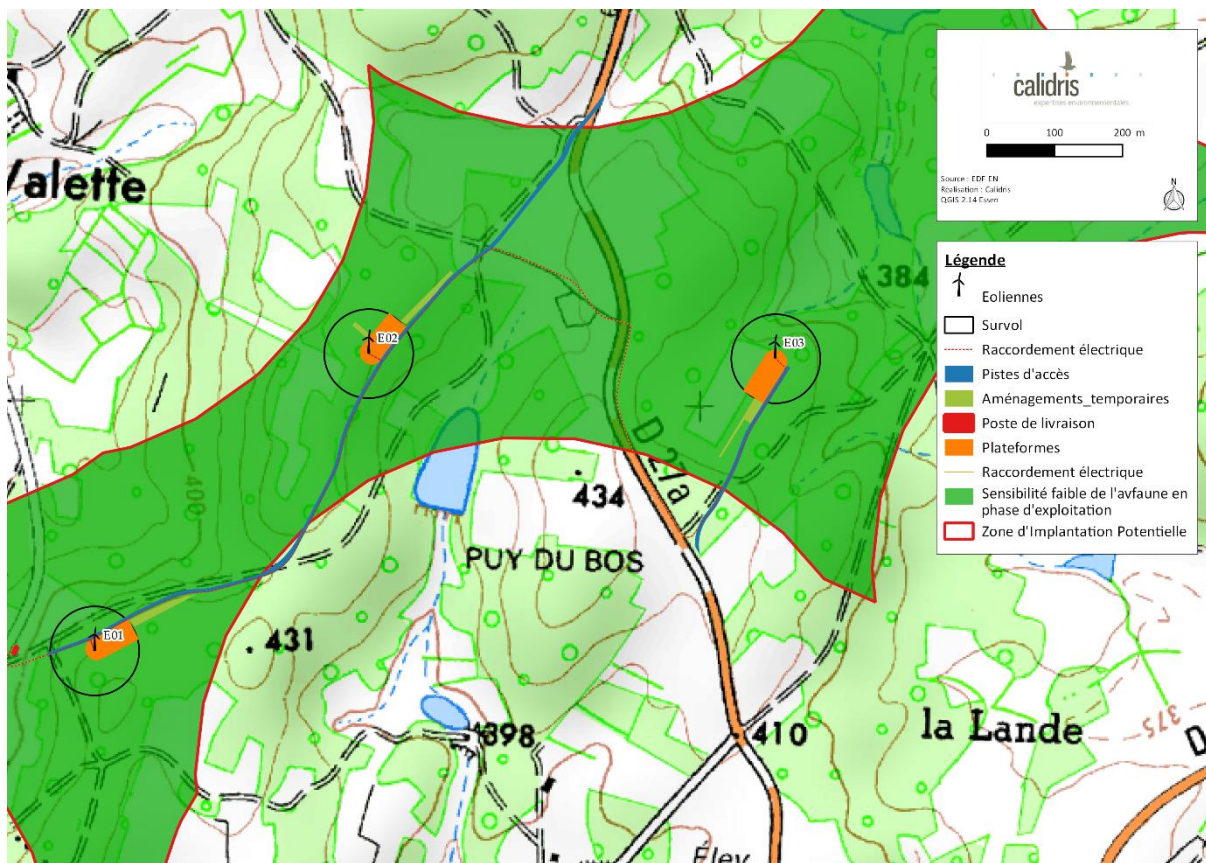 calidris
expertises environnementales
0 100 200 m
Source : EDF EN
Réalisation : Calidris
QGIS 2.14 Essen
N
Légende
Eoliennes
Survol
Raccordement électrique
Pistes d'accès
Aménagements_temporaires
Poste de livraison
Plateformes
Raccordement électrique
Sensibilité faible de l'avfaune en
phase d'exploitation
Zone d'Implantation Potentielle
Valette
384
E02
E03
400
D 27a
434
PUY DU BOS
E01
431
398
410
la Lande
375
D
Élev